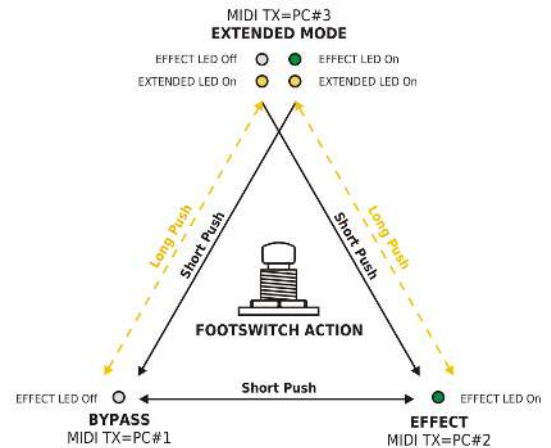 MIDI TX=PC#3
EXTENDED MODE
EFFECT LED Off
EFFECT LED On
EXTENDED LED On
EXTENDED LED On
Long Push
Short Push
Short Push
Long Push
FOOTSWITCH ACTION
Short Push
EFFECT LED Off
EFFECT LED On
BYPASS
MIDI TX=PC#1
EFFECT
MIDI TX=PC#2